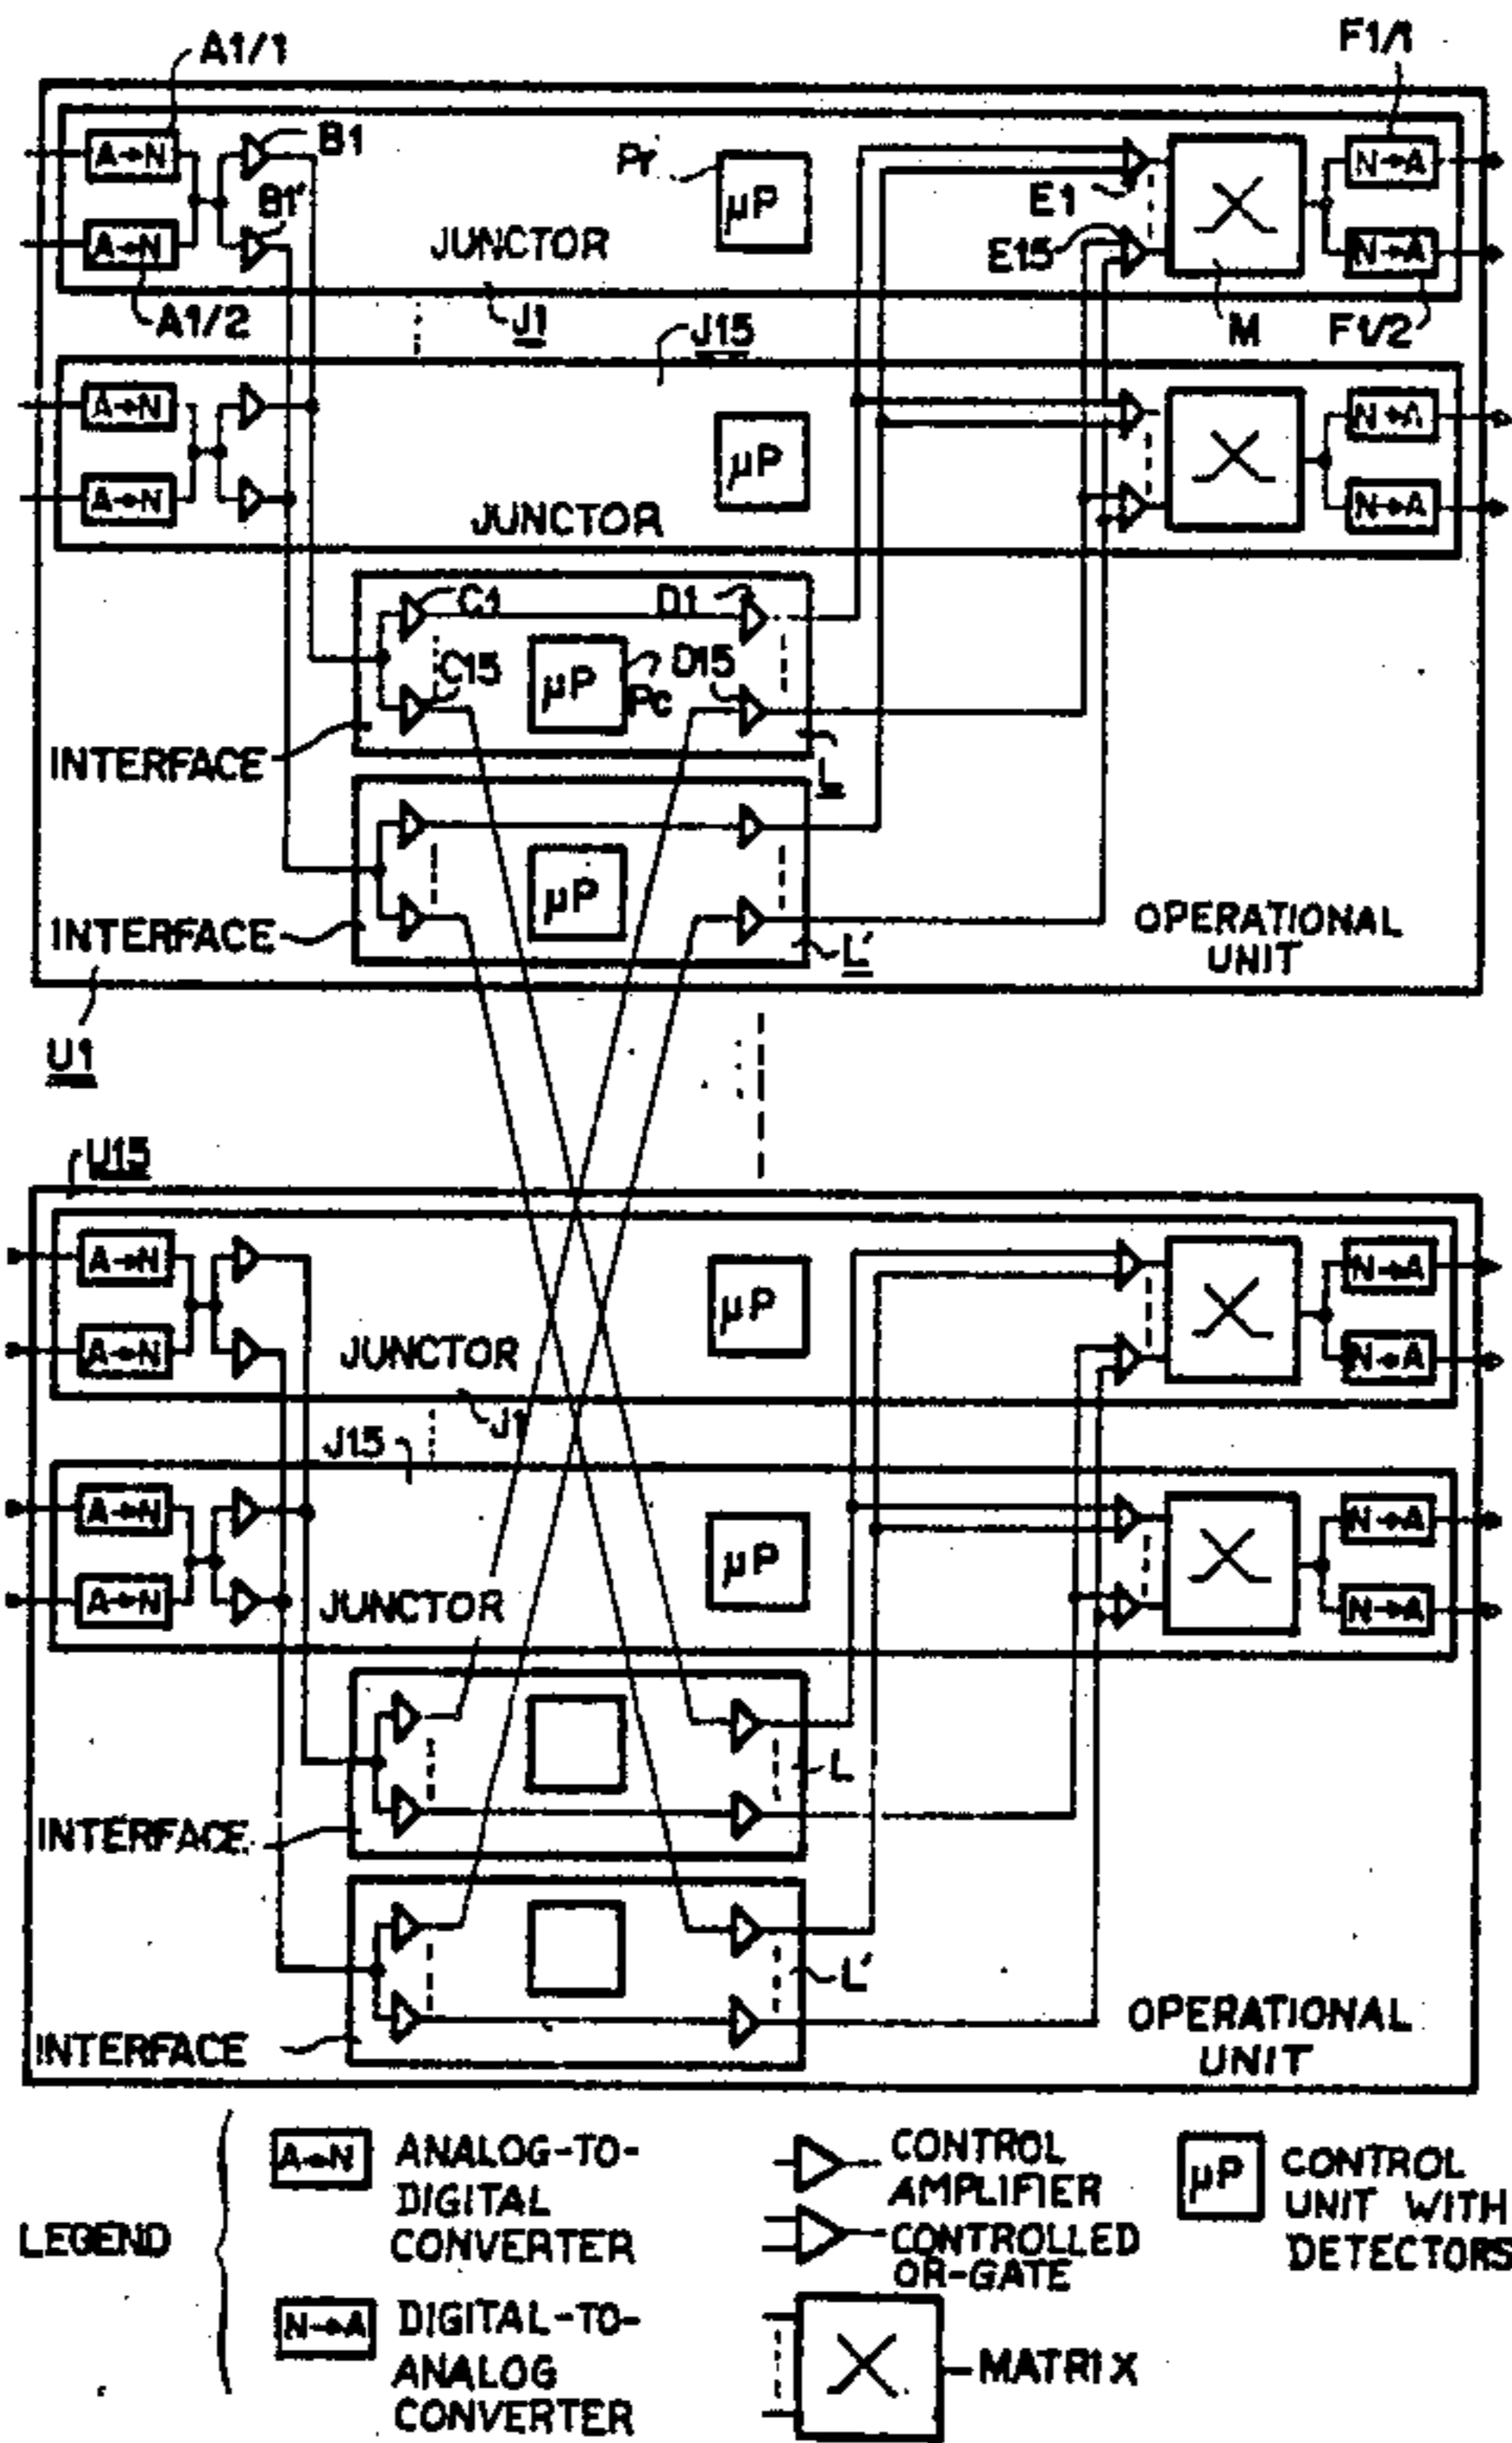 A1/1
F1/1
A→N
B1
Pr
μP
N→A
E1
B1'
A→N
JUNCTOR
E15
N→A
A1/2
J1
M
F1/2
J15
A→N
N→A
μP
A→N
JUNCTOR
N→A
C1
D1
C15
μP
Pc
D15
INTERFACE
L
μP
INTERFACE
L'
OPERATIONAL
UNIT
U1
U15
A→N
μP
N→A
A→N
JUNCTOR
N→A
J1
J15
A→N
N→A
μP
A→N
JUNCTOR
N→A
L
INTERFACE
L'
INTERFACE
OPERATIONAL
UNIT
LEGEND
A→N
ANALOG-TO-
DIGITAL
CONVERTER
N→A
DIGITAL-TO-
ANALOG
CONVERTER
CONTROL
AMPLIFIER
CONTROLLED
OR-GATE
MATRIX
μP
CONTROL
UNIT WITH
DETECTORS